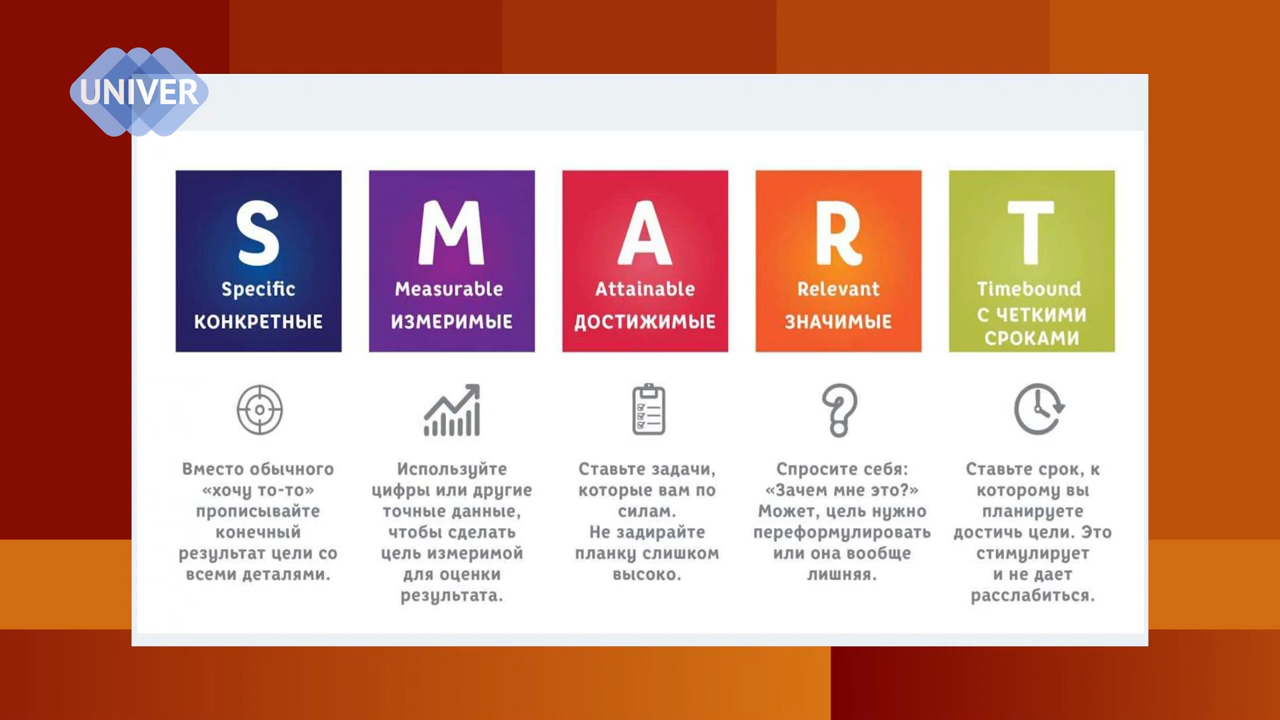 UNIVER
S
Specific
КОНКРЕТНЫЕ
Вместо обычного
«хочу то-то»
прописывайте
конечный
результат цели со
всеми деталями.
M
Measurable
ИЗМЕРИМЫЕ
Используйте
цифры или другие
точные данные,
чтобы сделать
цель измеримой
для оценки
результата.
A
Attainable
ДОСТИЖИМЫЕ
Ставьте задачи,
которые вам по
силам.
Не задирайте
планку слишком
высоко.
R
Relevant
ЗНАЧИМЫЕ
Спросите себя:
«Зачем мне это?»
Может, цель нужно
переформулировать
или она вообще
лишняя.
T
Timebound
С ЧЕТКИМИ
СРОКАМИ
Ставьте срок, к
которому вы
планируете
достичь цели. Это
стимулирует
и не дает
расслабиться.